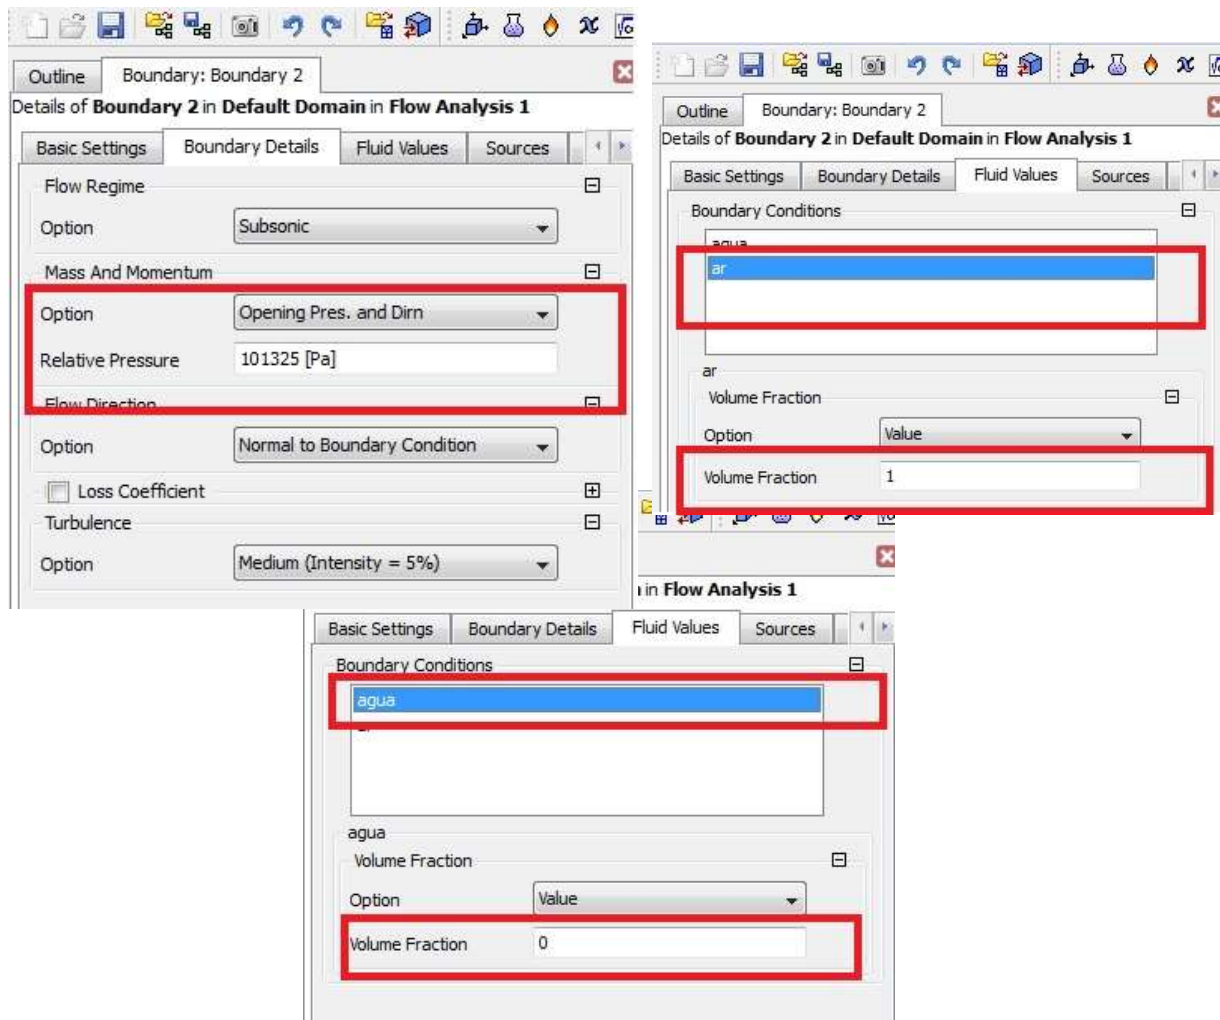 Outline Boundary: Boundary 2
Details of Boundary 2 in Default Domain in Flow Analysis 1
Basic Settings Boundary Details Fluid Values Sources
Flow Regime
Option Subsonic
Mass And Momentum
Option Opening Pres. and Dirn
Relative Pressure 101325 [Pa]
Flow Direction
Option Normal to Boundary Condition
Loss Coefficient
Turbulence
Option Medium (Intensity = 5%)
Outline Boundary: Boundary 2
Details of Boundary 2 in Default Domain in Flow Analysis 1
Basic Settings Boundary Details Fluid Values Sources
Boundary Conditions
agua
ar
ar
Volume Fraction
Option Value
Volume Fraction 1
in Flow Analysis 1
Basic Settings Boundary Details Fluid Values Sources
Boundary Conditions
agua
agua
Volume Fraction
Option Value
Volume Fraction 0